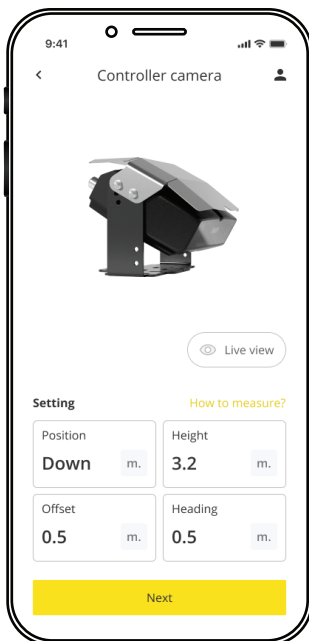 9:41
Controller camera
Live view
Setting
How to measure?
Position
Height
Down m.
3.2 m.
Offset
Heading
0.5 m.
0.5 m.
Next